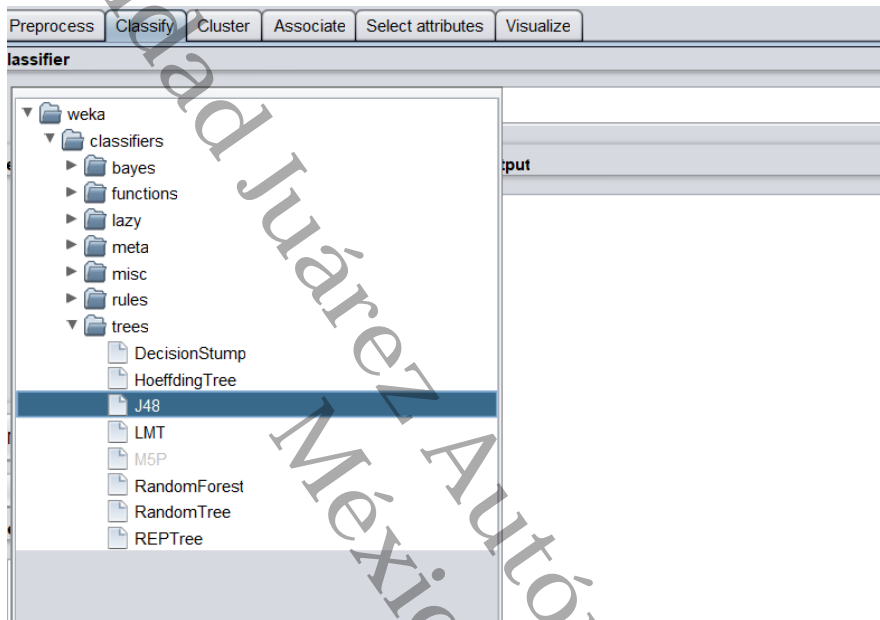 Preprocess Classify Cluster Associate Select attributes Visualize
lassifier
weka
classifiers
bayes
tput
functions
lazy
meta
misc
rules
trees
DecisionStump
HoeffdingTree
J48
LMT
M5P
RandomForest
RandomTree
REPTree
idad Juárez Autó
Méxic